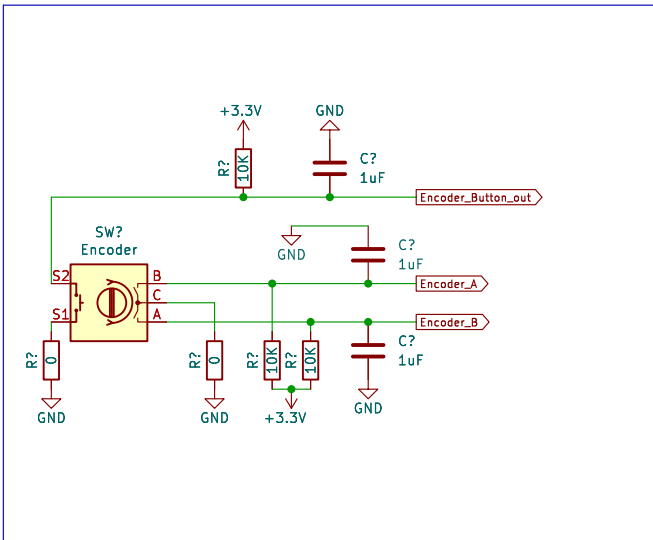 +3.3V
GND
R?
10K
C?
1uF
Encoder_Button_out
SW?
Encoder
GND
C?
1uF
S2
B
Encoder_A
C
S1
A
Encoder_B
R?
0
R?
0
R?
10K
R?
10K
C?
1uF
GND
GND
+3.3V
GND